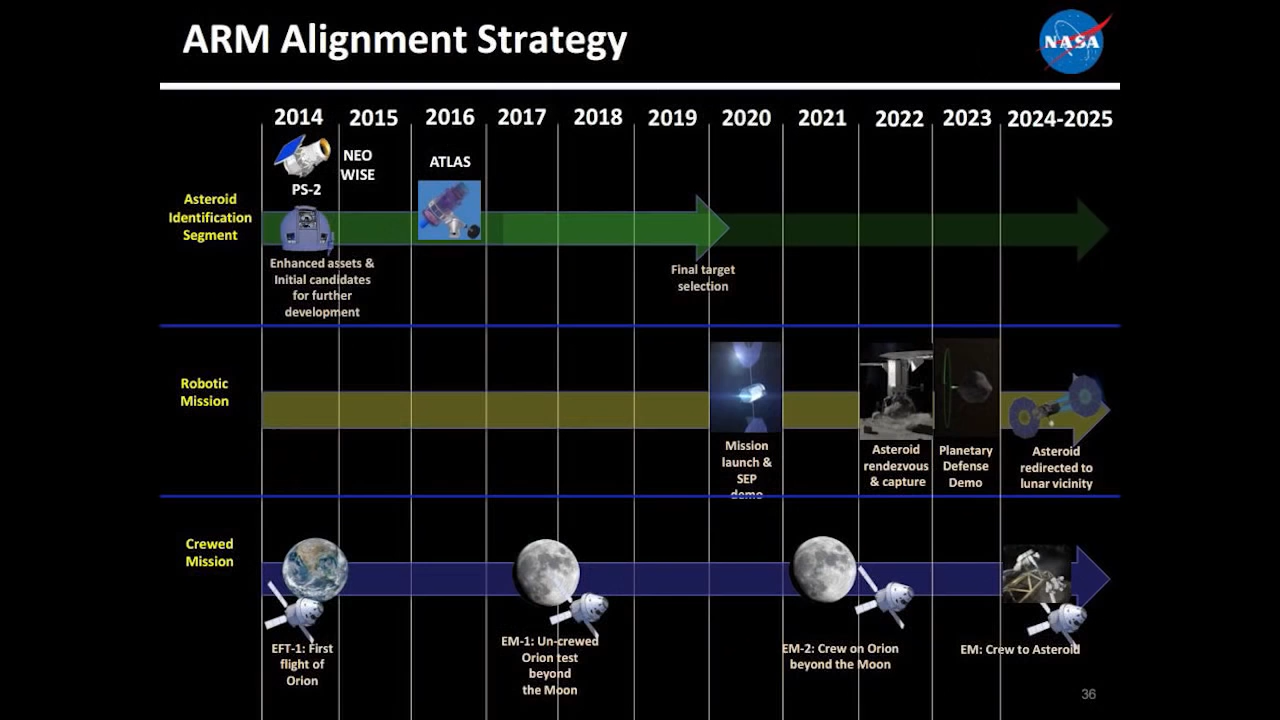 ARM Alignment Strategy
NASA
2014 2015 2016 2017 2018 2019 2020 2021 2022 2023 2024-2025
NEO
WISE
PS-2
ATLAS
Asteroid
Identification
Segment
Enhanced assets &
Initial candidates
for further
development
Final target
selection
Robotic
Mission
Mission
launch &
SEP
demo
Asteroid
rendezvous
& capture
Planetary
Defense
Demo
Asteroid
redirected to
lunar vicinity
Crewed
Mission
EFT-1: First
flight of
Orion
EM-1: Un-crewed
Orion test
beyond
the Moon
EM-2: Crew on Orion
beyond the Moon
EM: Crew to Asteroid
36